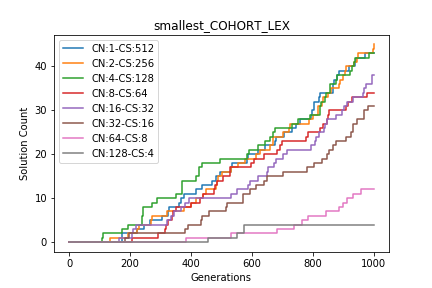 smallest_COHORT_LEX
Solution Count
40
30
20
10
0
CN:1-CS:512
CN:2-CS:256
CN:4-CS:128
CN:8-CS:64
CN:16-CS:32
CN:32-CS:16
CN:64-CS:8
CN:128-CS:4
0 200 400 600 800 1000
Generations